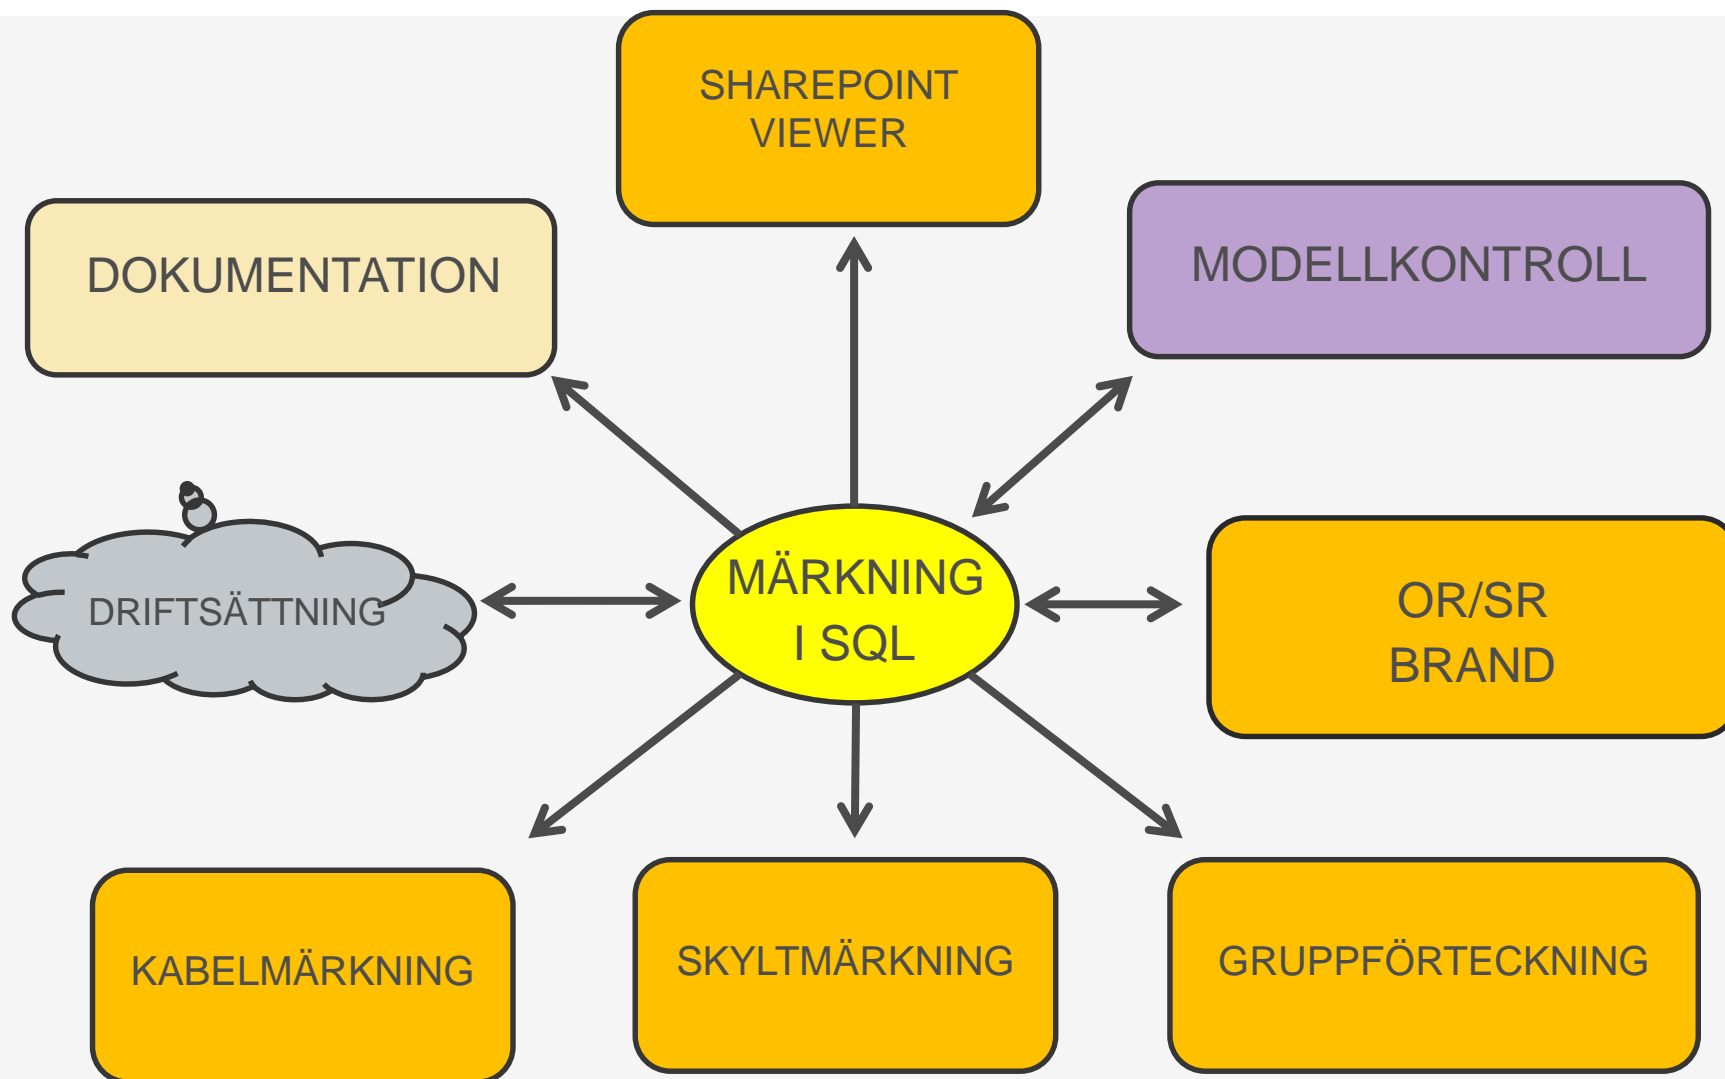 SHAREPOINT
VIEWER
DOKUMENTATION
MODELLKONTROLL
DRIFTSÄTTNING
MÄRKNING
I SQL
OR/SR
BRAND
KABELMÄRKNING
SKYLTMÄRKNING
GRUPPFÖRTECKNING